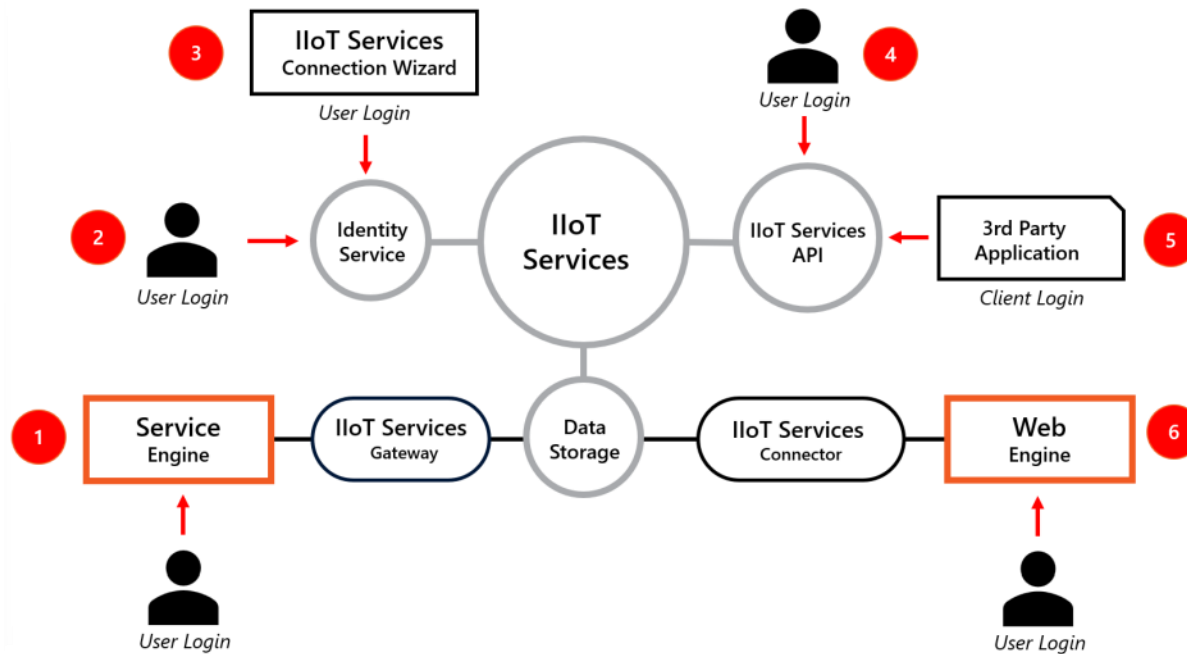 3
IIoT Services
Connection Wizard
User Login
4
User Login
2
User Login
Identity
Service
IIoT
Services
IIoT Services
API
3rd Party
Application
Client Login
5
1
Service
Engine
IIoT Services
Gateway
Data
Storage
IIoT Services
Connector
Web
Engine
6
User Login
User Login